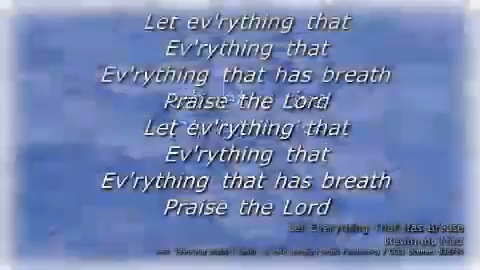 Let ev'rything that
Ev'rything that
Ev'rything that has breath
Praise the Lord
Let ev'rything that
Ev'rything that
Ev'rything that has breath
Praise the Lord
Let Everything That Has Breath